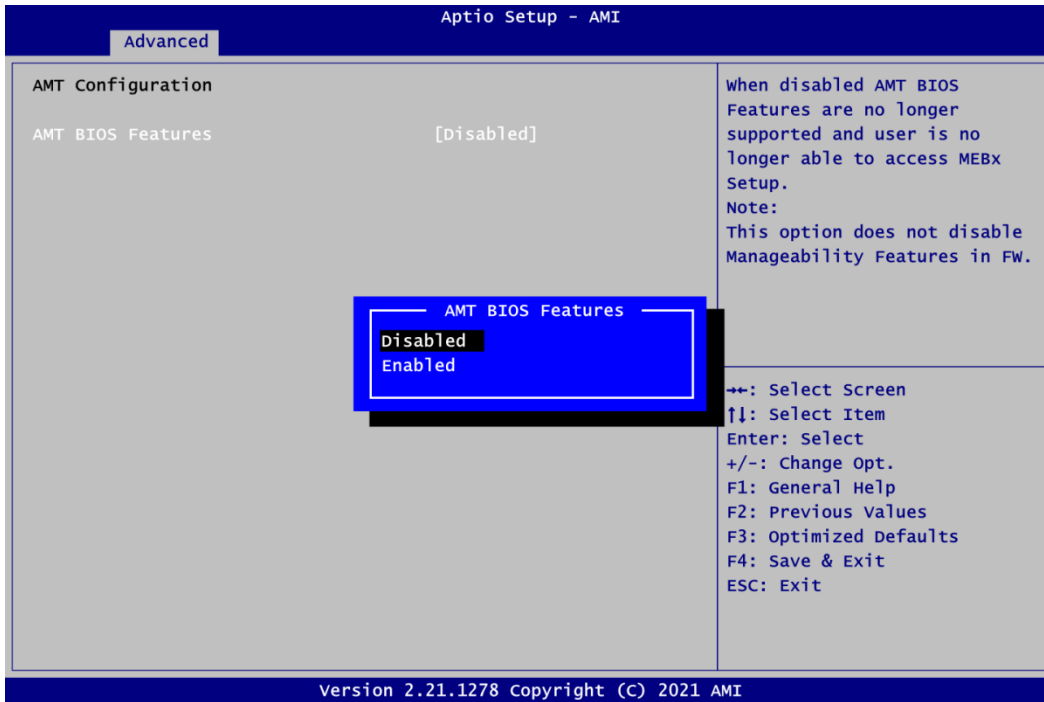 Aptio Setup - AMI
Advanced
AMT Configuration
AMT BIOS Features [Disabled]
When disabled AMT BIOS
Features are no longer
supported and user is no
longer able to access MEBx
Setup.
Note:
This option does not disable
Manageability Features in FW.
AMT BIOS Features
Disabled
Enabled
→←: Select Screen
↑↓: Select Item
Enter: Select
+/-: Change Opt.
F1: General Help
F2: Previous Values
F3: Optimized Defaults
F4: Save & Exit
ESC: Exit
Version 2.21.1278 Copyright (C) 2021 AMI